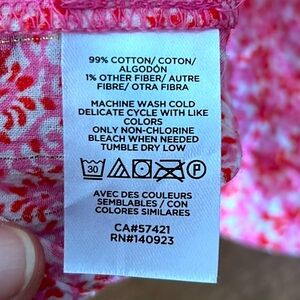 99% COTTON/ COTON/
ALGODÓN
1% OTHER FIBER/ AUTRE
FIBRE/ OTRA FIBRA
MACHINE WASH COLD
DELICATE CYCLE WITH LIKE
COLORS
ONLY NON-CHLORINE
BLEACH WHEN NEEDED
TUMBLE DRY LOW
30 P
AVEC DES COULEURS
SEMBLABLES / CON
COLORES SIMILARES
CA#57421
RN#140923